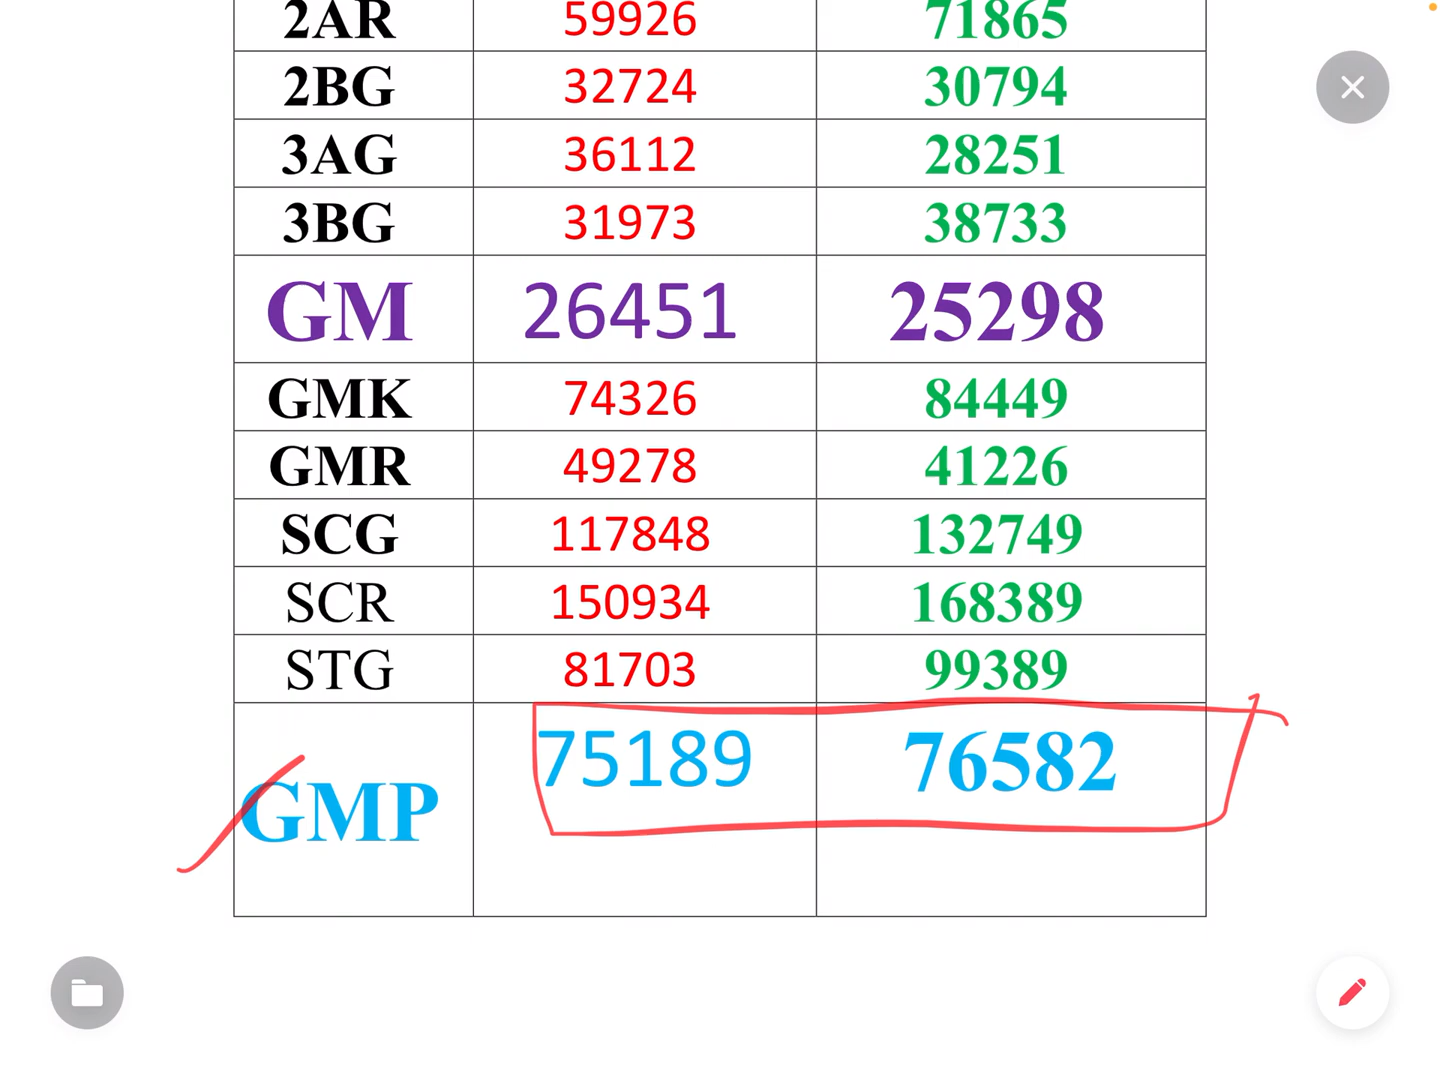 2AR 59926 71865
2BG 32724 30794
3AG 36112 28251
3BG 31973 38733
GM 26451 25298
GMK 74326 84449
GMR 49278 41226
SCG 117848 132749
SCR 150934 168389
STG 81703 99389
GMP 75189 76582